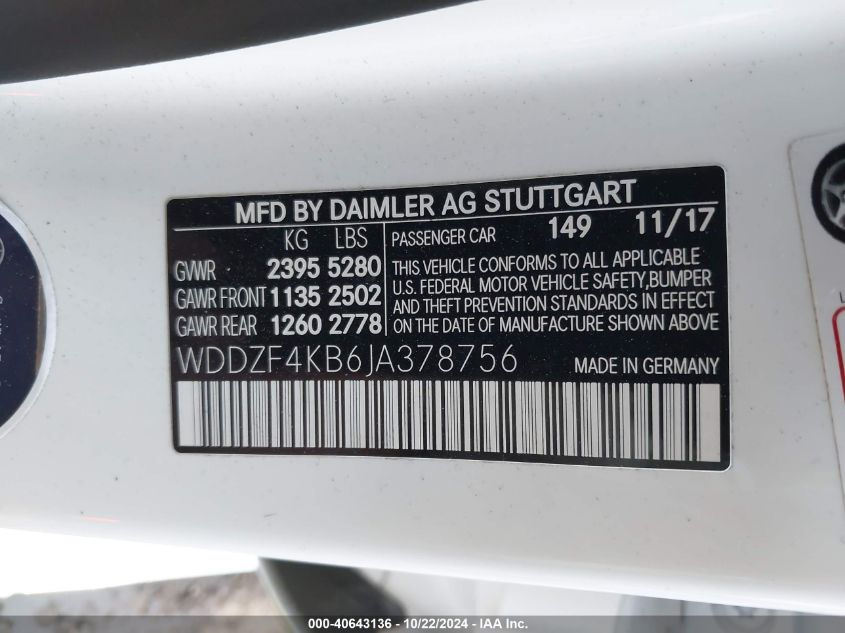 MFD BY DAIMLER AG STUTTGART
KG LBS
GVWR 2395 5280
GAWR FRONT 1135 2502
GAWR REAR 1260 2778
PASSENGER CAR 149 11/17
THIS VEHICLE CONFORMS TO ALL APPLICABLE
U.S. FEDERAL MOTOR VEHICLE SAFETY,BUMPER
AND THEFT PREVENTION STANDARDS IN EFFECT
ON THE DATE OF MANUFACTURE SHOWN ABOVE
WDDZF4KB6JA378756 MADE IN GERMANY
000-40643136 - 10/22/2024 - IAA Inc.